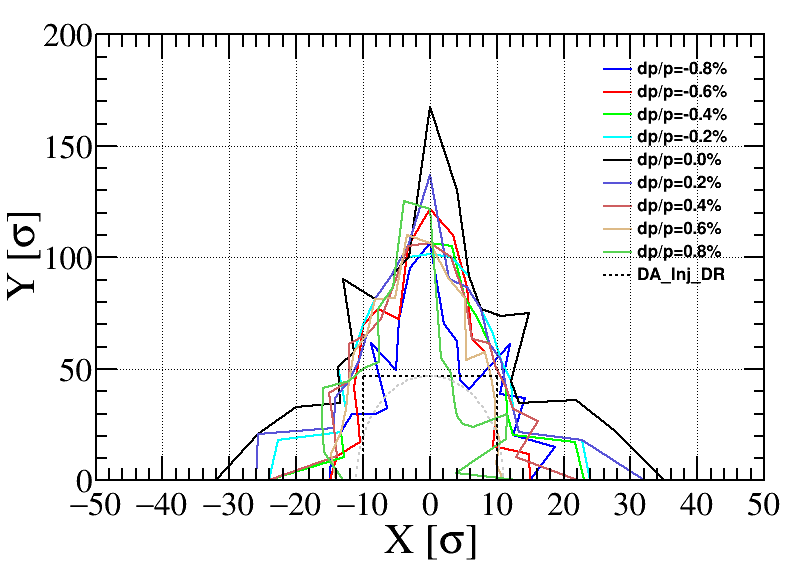 200
150
100
50
0
Y [σ]
dp/p=-0.8%
dp/p=-0.6%
dp/p=-0.4%
dp/p=-0.2%
dp/p=0.0%
dp/p=0.2%
dp/p=0.4%
dp/p=0.6%
dp/p=0.8%
DA_Inj_DR
−50 −40 −30 −20 −10 0 10 20 30 40 50
X [σ]